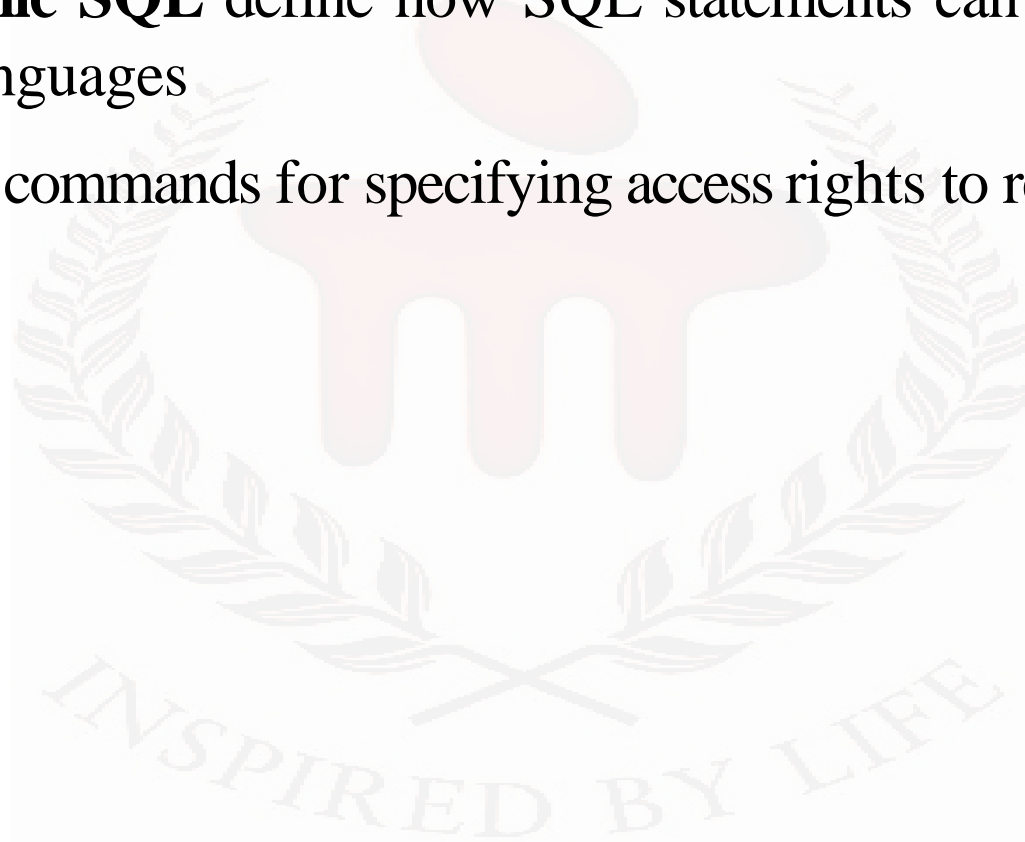 SQL define how SQL statements can
nguages
commands for specifying access rights to
INSPIRED BY LIFE